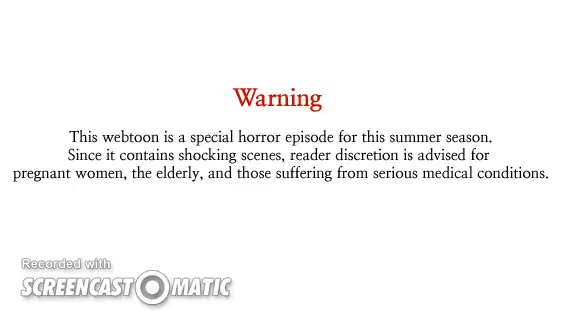 Warning
This webtoon is a special horror episode for this summer season.
Since it contains shocking scenes, reader discretion is advised for
pregnant women, the elderly, and those suffering from serious medical conditions.
Recorded with
SCREENCAST MATIC